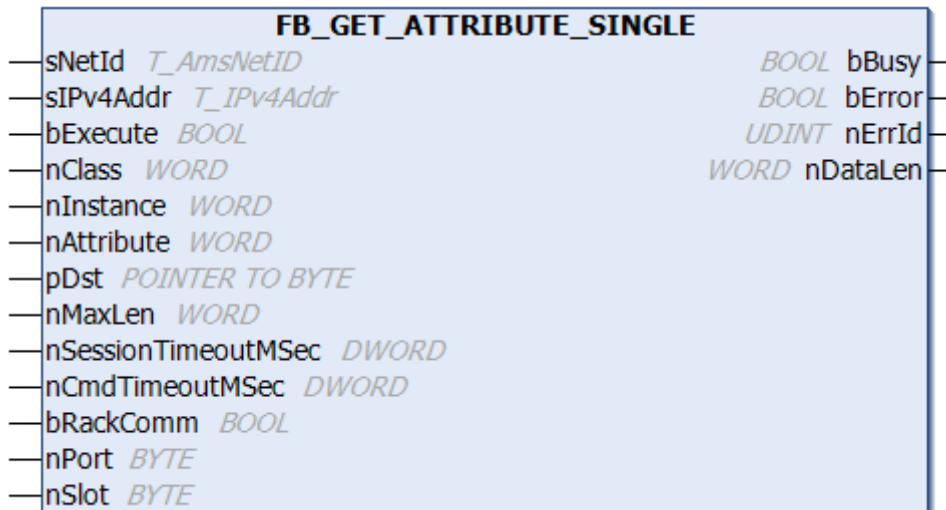 FB_GET_ATTRIBUTE_SINGLE
sNetId T_AmsNetID BOOL bBusy
sIPv4Addr T_IPv4Addr BOOL bError
bExecute BOOL UDINT nErrId
nClass WORD WORD nDataLen
nInstance WORD
nAttribute WORD
pDst POINTER TO BYTE
nMaxLen WORD
nSessionTimeoutMSec DWORD
nCmdTimeoutMSec DWORD
bRackComm BOOL
nPort BYTE
nSlot BYTE